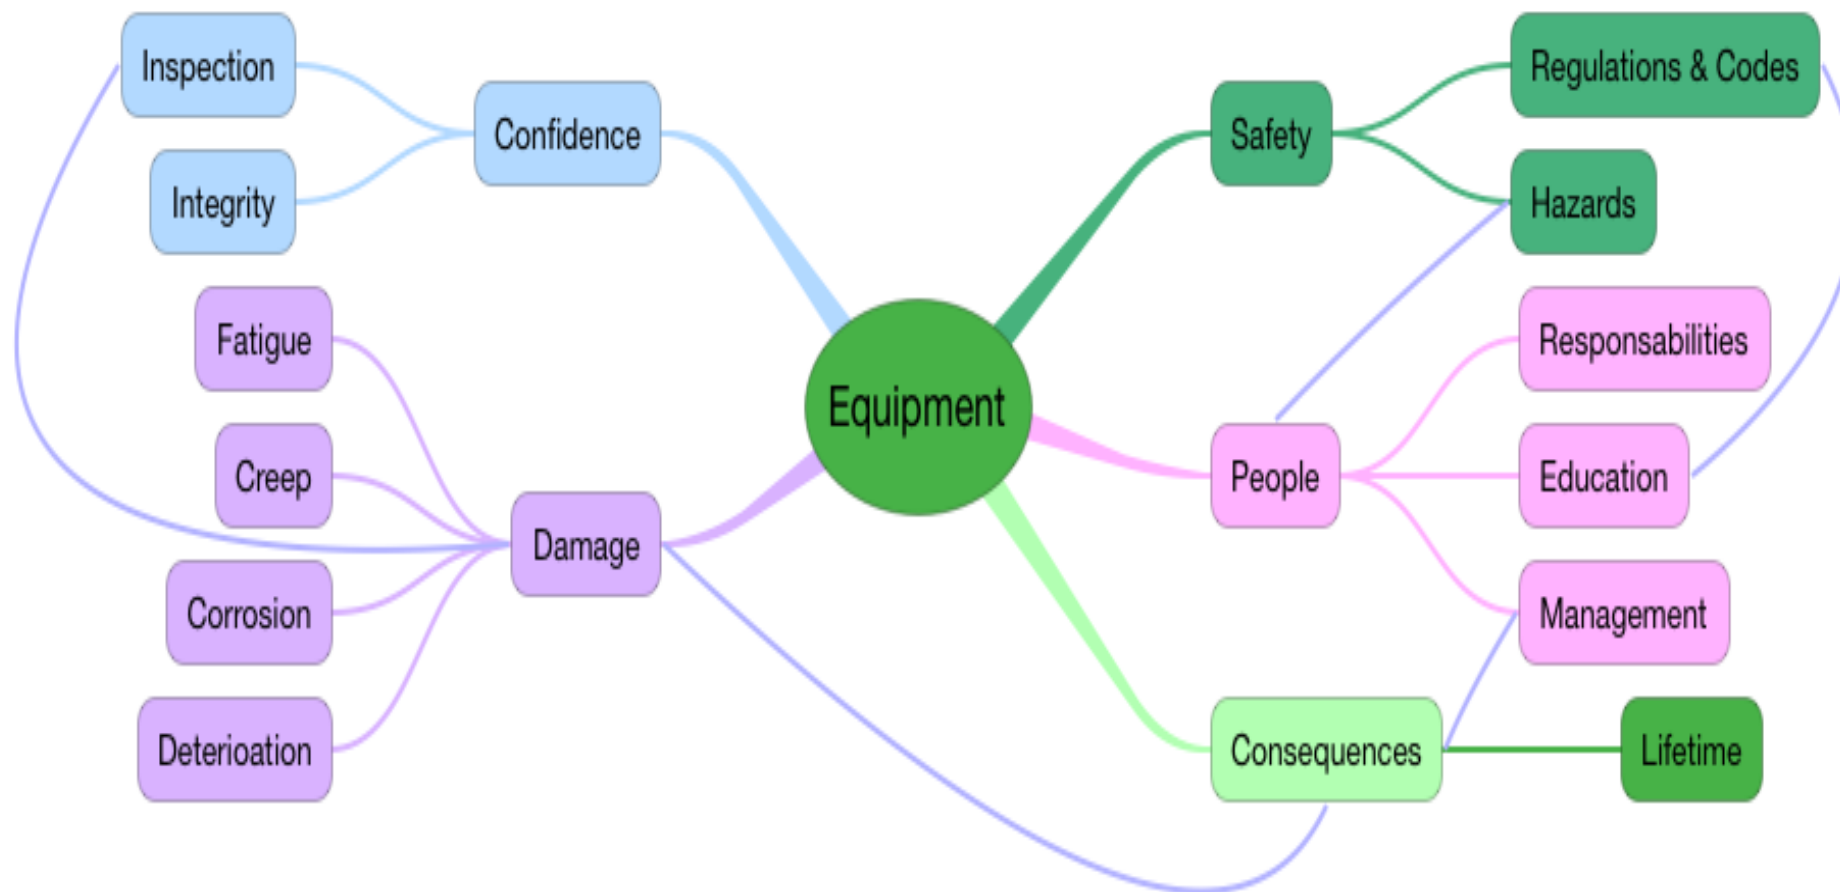 Inspection
Integrity
Confidence
Fatigue
Creep
Corrosion
Deterioation
Damage
Equipment
Safety
Regulations & Codes
Hazards
People
Responsabilities
Education
Management
Consequences
Lifetime